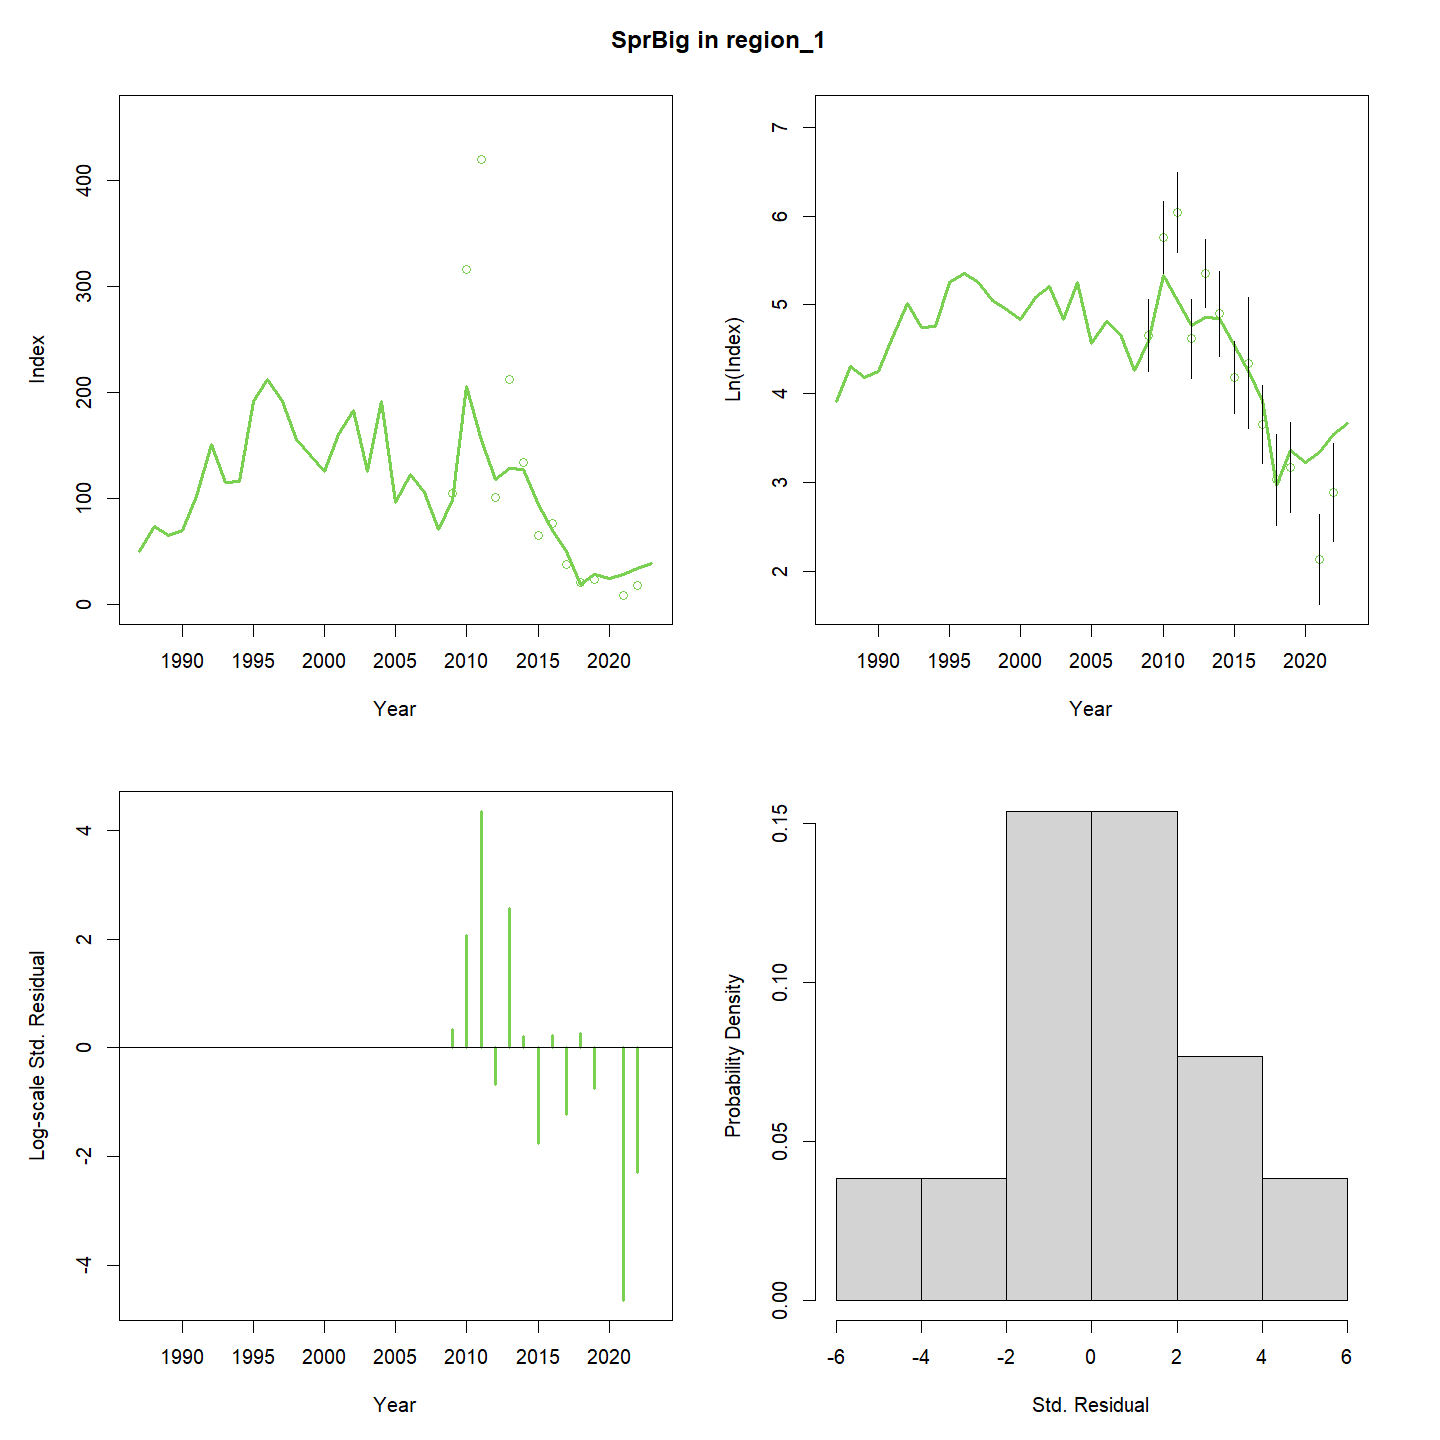 SprBig in region_1
Index
0 100 200 300 400
1990 1995 2000 2005 2010 2015 2020
Year
Ln(Index)
2 3 4 5 6 7
1990 1995 2000 2005 2010 2015 2020
Year
Log-scale Std. Residual
-4 -2 0 2 4
1990 1995 2000 2005 2010 2015 2020
Year
Probability Density
0.00 0.05 0.10 0.15
-6 -4 -2 0 2 4 6
Std. Residual